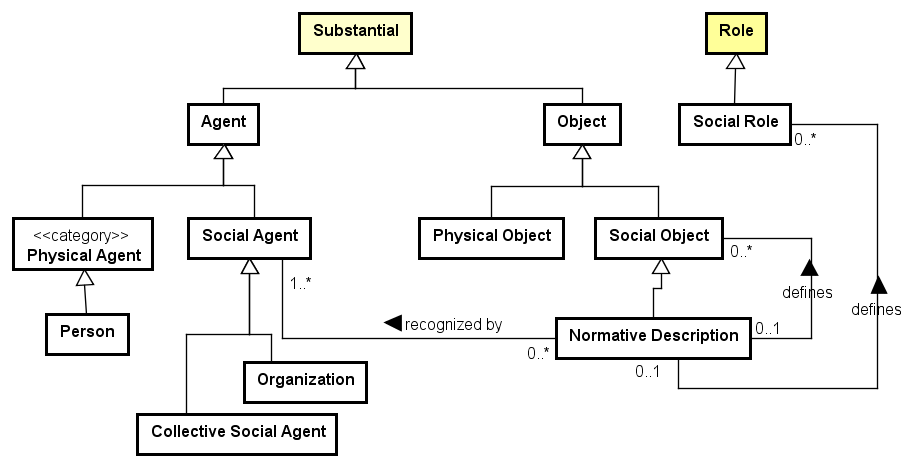 Substantial
Role
Agent
Object
Social Role
0..*
<<category>>
Physical Agent
Social Agent
Physical Object
Social Object
0..*
1..*
defines
defines
Person
recognized by
Normative Description
0..1
0..*
0..1
Organization
Collective Social Agent